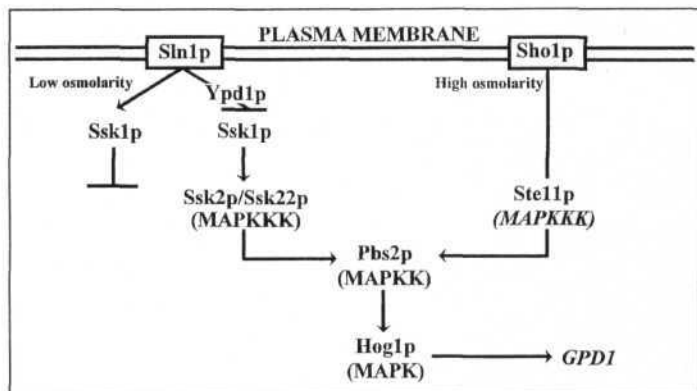 PLASMA MEMBRANE
Sln1p
Sho1p
Low osmolarity
High osmolarity
Ypd1p
Ssk1p
Ssk1p
Ssk2p/Ssk22p
(MAPKKK)
Ste11p
(MAPKKK)
Pbs2p
(MAPKK)
Hog1p
(MAPK)
GPD1